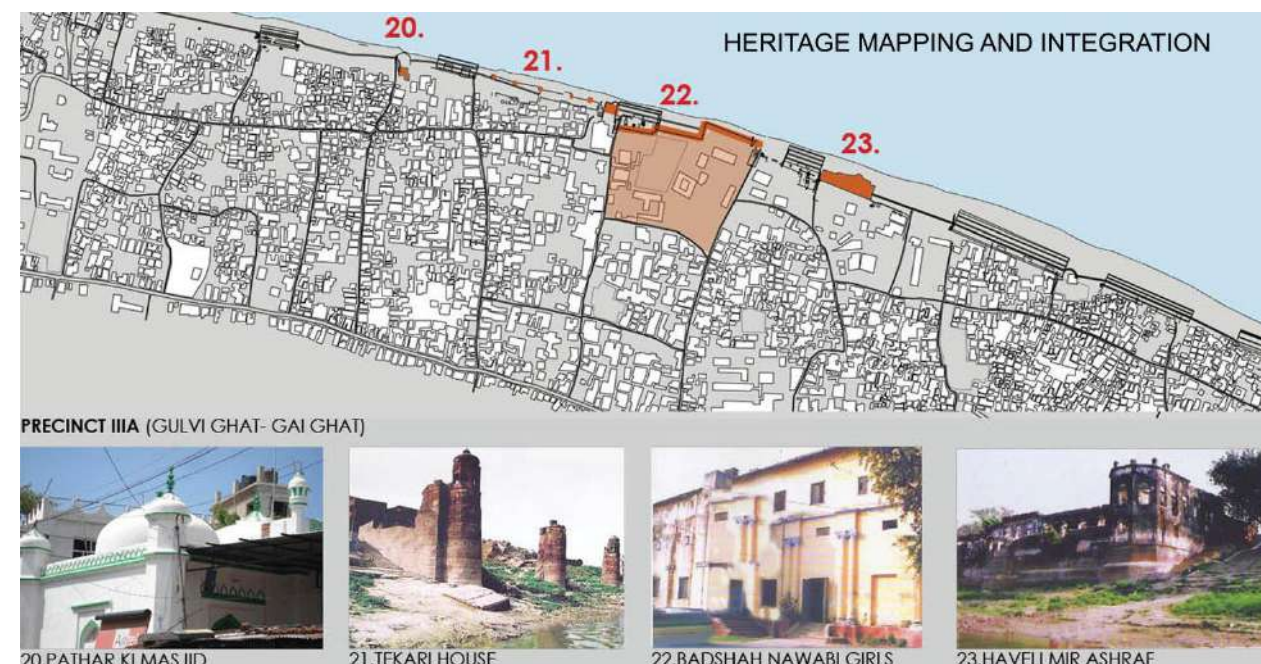 HERITAGE MAPPING AND INTEGRATION
20.
21.
22.
23.
PRECINCT IIIA (GULVI GHAT- GAI GHAT)
20 PATHAR KI MASJID
21 TEKARI HOUSE
22 BADSHAH NAWABI GIRLS
23 HAVELI MIR ASHRAF